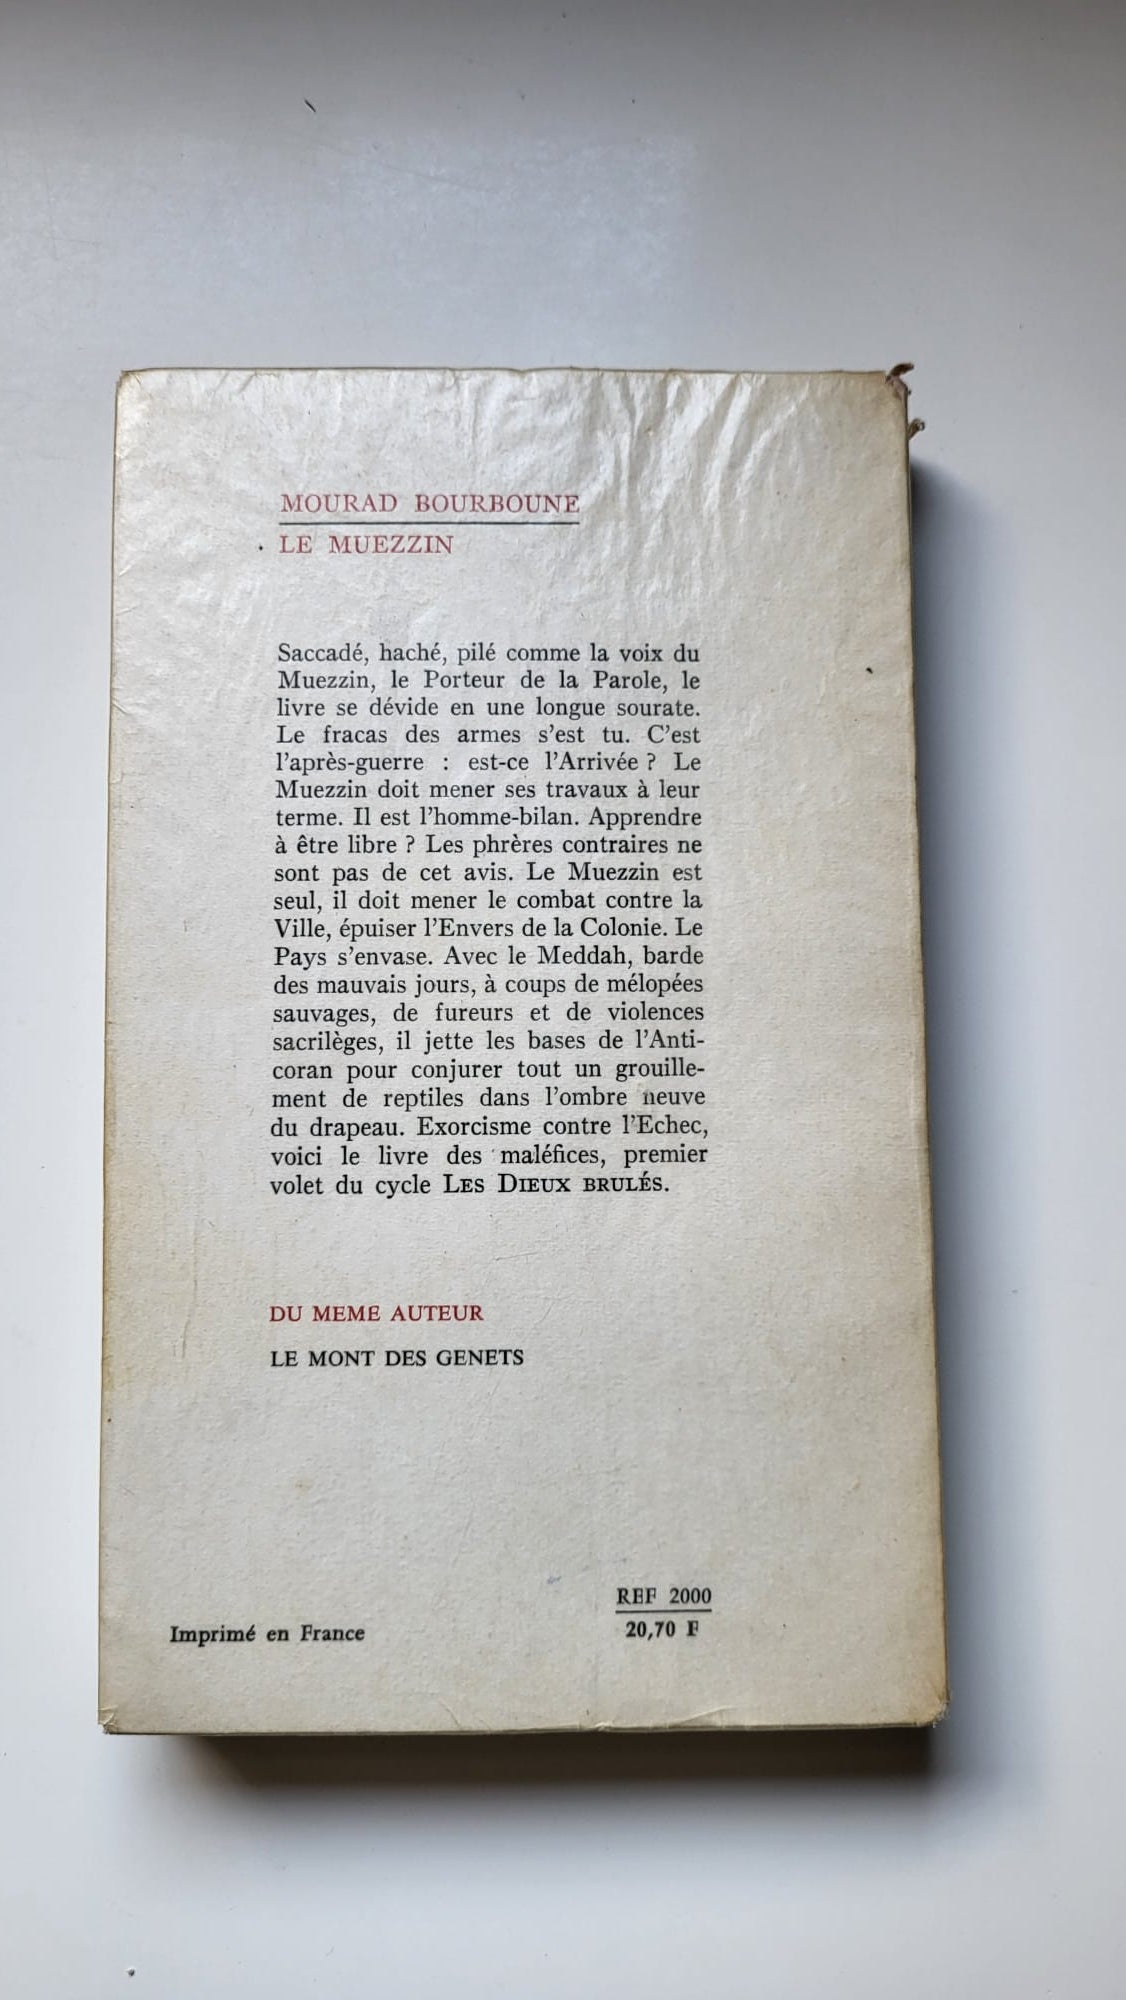 MOURAD BOURBOUNE
LE MUEZZIN
Saccadé, haché, pilé comme la voix du
Muezzin, le Porteur de la Parole, le
livre se dévide en une longue sourate.
Le fracas des armes s'est tu. C'est
l'après-guerre : est-ce l'Arrivée ? Le
Muezzin doit mener ses travaux à leur
terme. Il est l'homme-bilan. Apprendre
à être libre ? Les phrères contraires ne
sont pas de cet avis. Le Muezzin est
seul, il doit mener le combat contre la
Ville, épuiser l'Envers de la Colonie. Le
Pays s'envase. Avec le Meddah, barde
des mauvais jours, à coups de mélopées
sauvages, de fureurs et de violences
sacrilèges, il jette les bases de l'Anti-
coran pour conjurer tout un grouille-
ment de reptiles dans l'ombre neuve
du drapeau. Exorcisme contre l'Echec,
voici le livre des maléfices, premier
volet du cycle LES DIEUX BRULÉS.
DU MEME AUTEUR
LE MONT DES GENETS
REF 2000
20,70 F
Imprimé en France